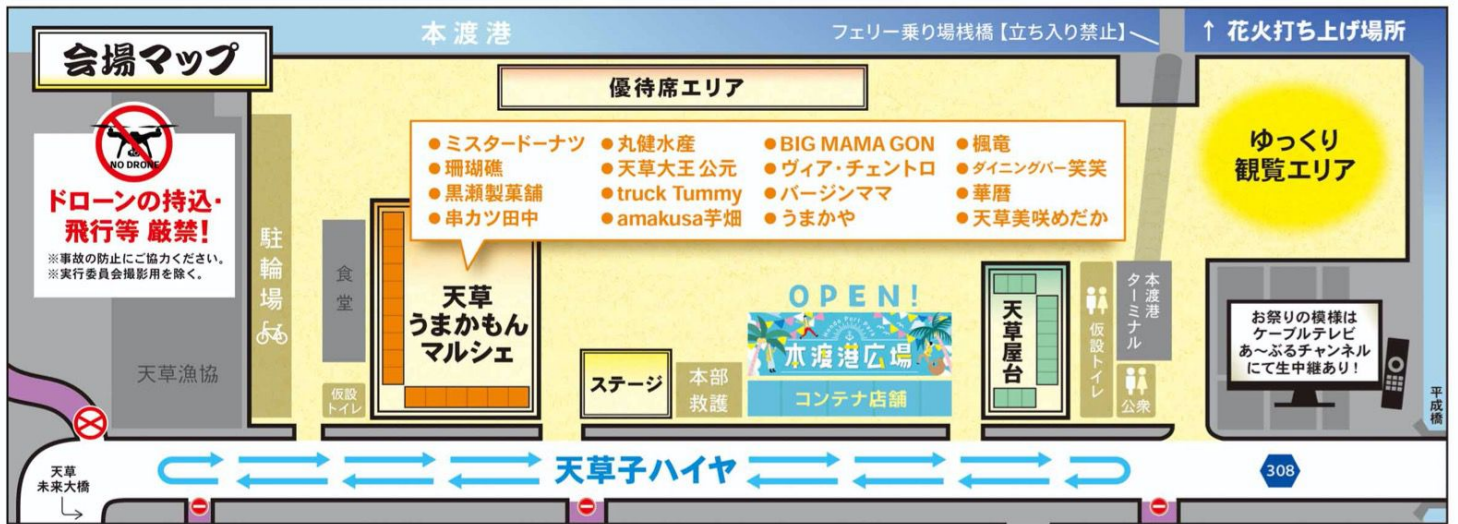 会場マップ
本渡港
フェリー乗り場桟橋【立ち入り禁止】
↑ 花火打ち上げ場所
優待席エリア
NO DRONE
ドローンの持込・
飛行等 厳禁!
※事故の防止にご協力ください。
※実行委員会撮影用を除く。
●ミスタードーナツ
●珊瑚礁
●黒瀬製菓舗
●串カツ田中
●丸健水産
●天草大王 公元
●truck Tummy
●amakusa芋畑
●BIG MAMA GON
●ヴィア・チェントロ
●バージンママ
●うまかや
●楓竜
●ダイニングバー笑笑
●華暦
●天草美咲めだか
ゆっくり
観覧エリア
駐輪場
食堂
天草
うまかもん
マルシェ
仮設
トイレ
天草漁協
ステージ
本部
救護
OPEN!
Hondo Port Park
本渡港広場
コンテナ店舗
天草屋台
仮設トイレ
本渡港
ターミナル
公衆
お祭りの模様は
ケーブルテレビ
あ〜ぶるチャンネル
にて生中継あり!
平成橋
天草
未来大橋
天草子ハイヤ
308